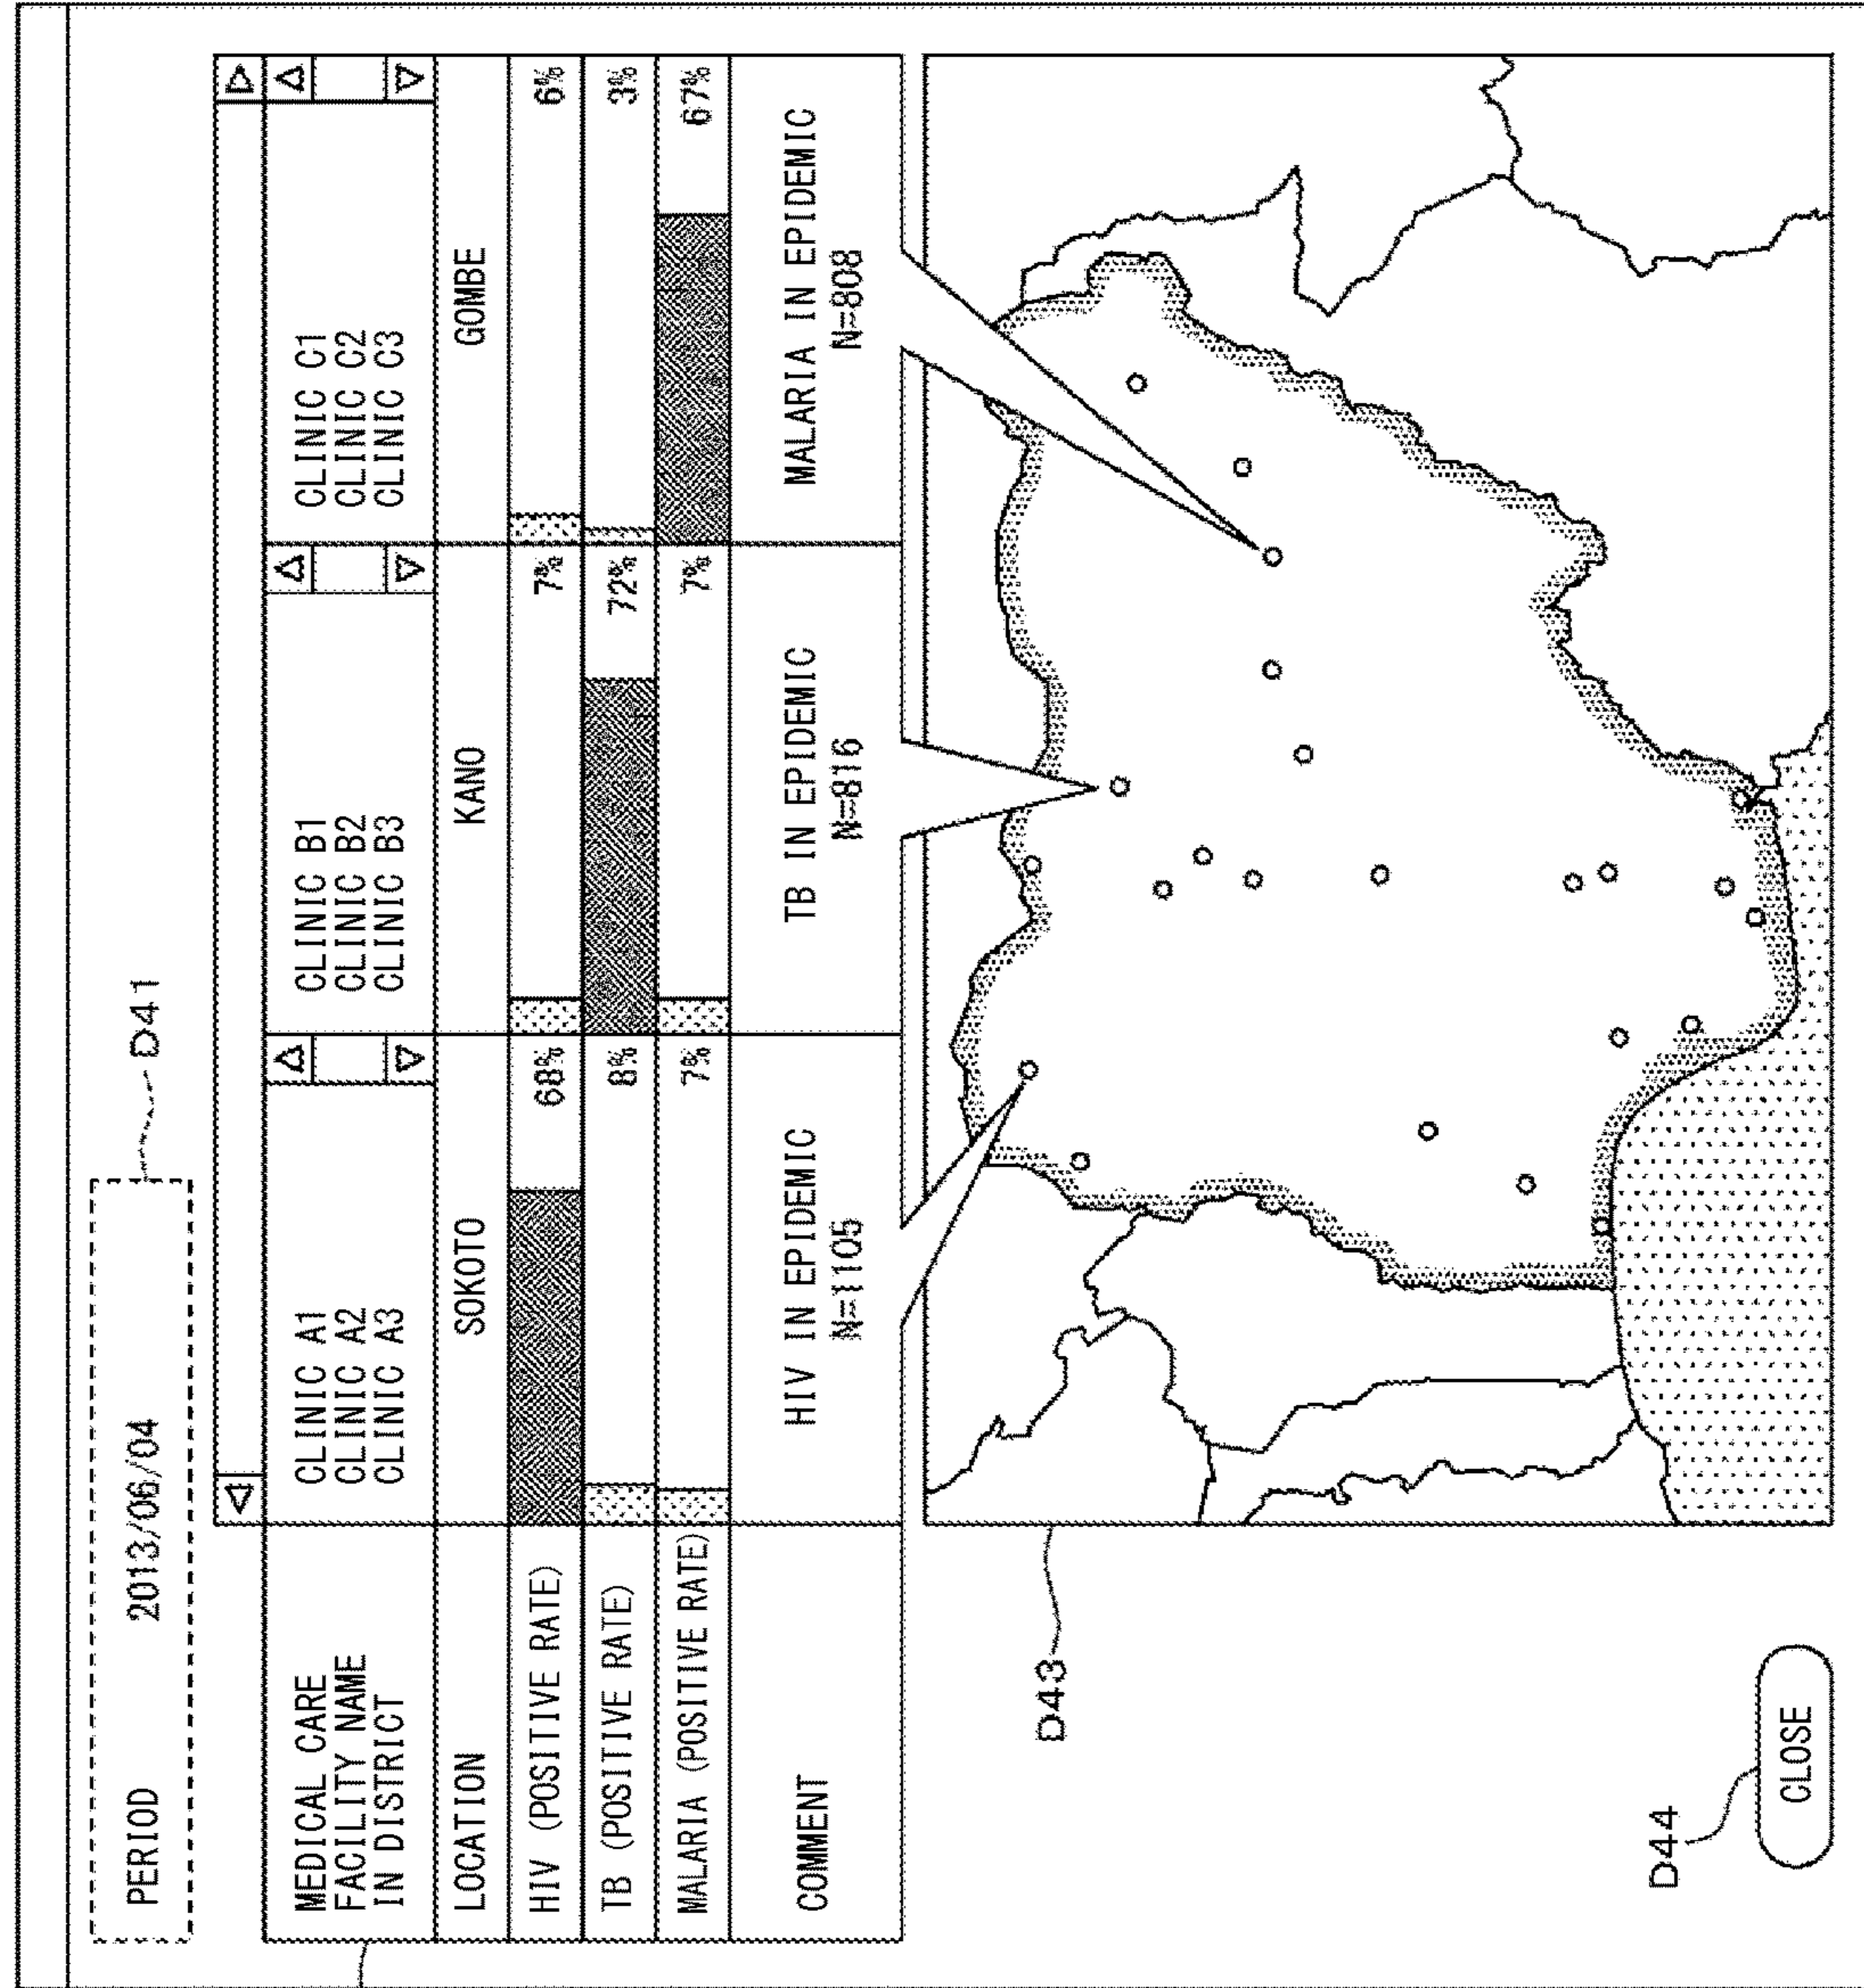 PERIOD 2013/06/04
D41
MEDICAL CARE
FACILITY NAME
IN DISTRICT
CLINIC A1
CLINIC A2
CLINIC A3
CLINIC B1
CLINIC B2
CLINIC B3
CLINIC C1
CLINIC C2
CLINIC C3
LOCATION SOKOTO KANO GOMBE
HIV (POSITIVE RATE) 68% 7% 6%
TB (POSITIVE RATE) 8% 72% 3%
MALARIA (POSITIVE RATE) 7% 7% 67%
COMMENT
HIV IN EPIDEMIC
N=1105
TB IN EPIDEMIC
N=816
MALARIA IN EPIDEMIC
N=808
D43
D44
CLOSE